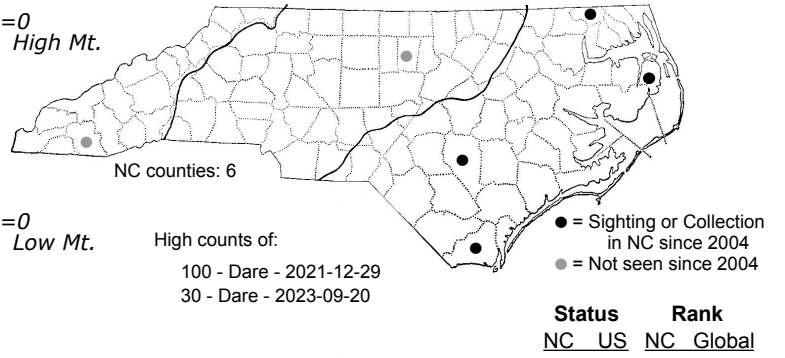 =0
High Mt.
NC counties: 6
=0
Low Mt.
High counts of:
100 - Dare - 2021-12-29
30 - Dare - 2023-09-20
= Sighting or Collection
in NC since 2004
= Not seen since 2004
Status Rank
NC US NC Global